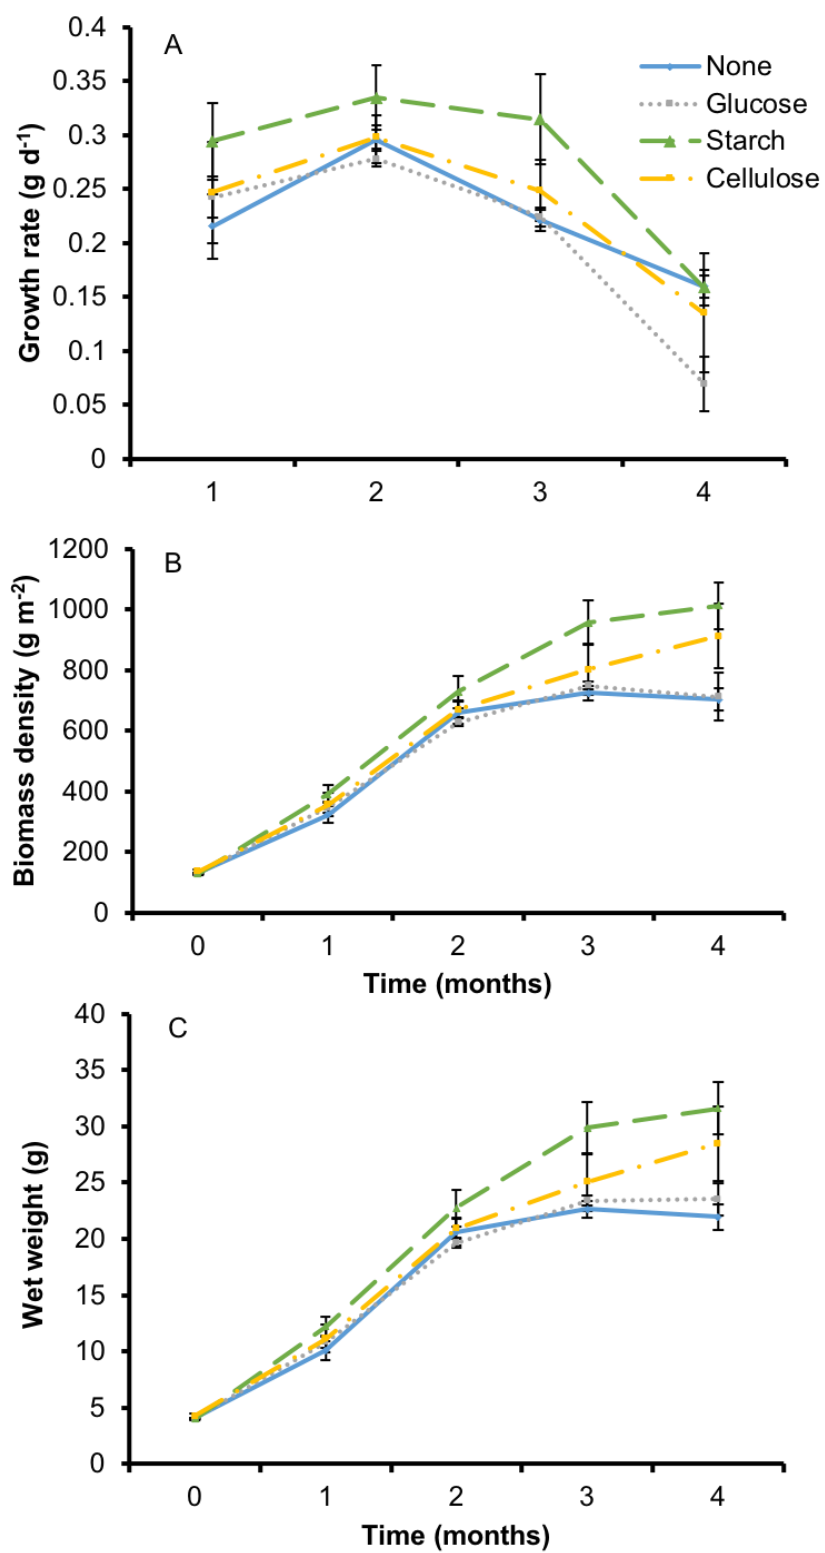 A
None
Glucose
Starch
Cellulose
Growth rate (g d⁻¹)
0.4
0.35
0.3
0.25
0.2
0.15
0.1
0.05
0
1 2 3 4
B
Biomass density (g m⁻²)
1200
1000
800
600
400
200
0
0 1 2 3 4
Time (months)
C
Wet weight (g)
40
35
30
25
20
15
10
5
0
0 1 2 3 4
Time (months)